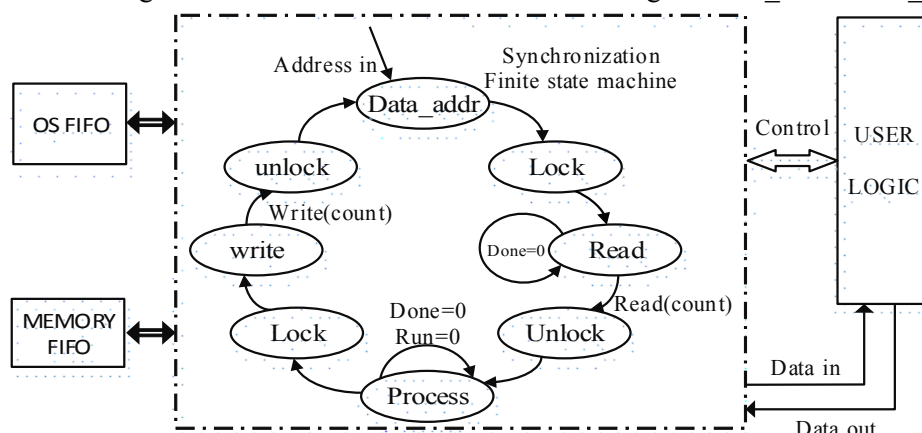 Synchronization
Finite state machine
Address in
Data_addr
OS FIFO
Control
USER
LOGIC
unlock
Lock
Write(count)
write
Done=0
Read
Read(count)
MEMORY
FIFO
Lock
Done=0
Run=0
Unlock
Process
Data in
Data out